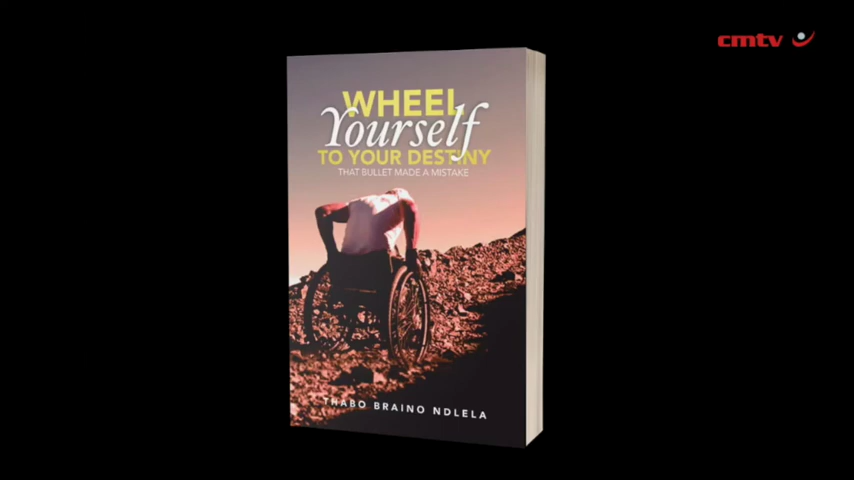 cmtv
WHEEL
Yourself
TO YOUR DESTINY
THAT BULLET MADE A MISTAKE
THABO BRAINO NDLELA